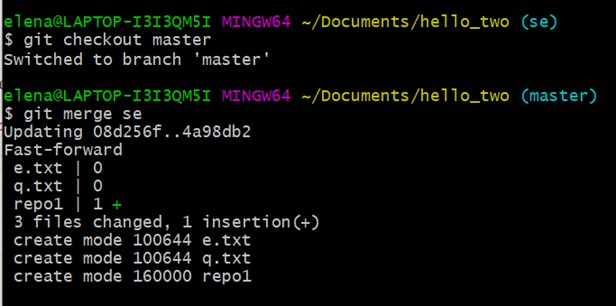 elena@LAPTOP-I3I3QM5I MINGW64 ~/Documents/hello_two (se)
$ git checkout master
Switched to branch 'master'
elena@LAPTOP-I3I3QM5I MINGW64 ~/Documents/hello_two (master)
$ git merge se
Updating 08d256f..4a98db2
Fast-forward
 e.txt | 0
 q.txt | 0
 repo1 | 1 +
 3 files changed, 1 insertion(+)
 create mode 100644 e.txt
 create mode 100644 q.txt
 create mode 160000 repo1